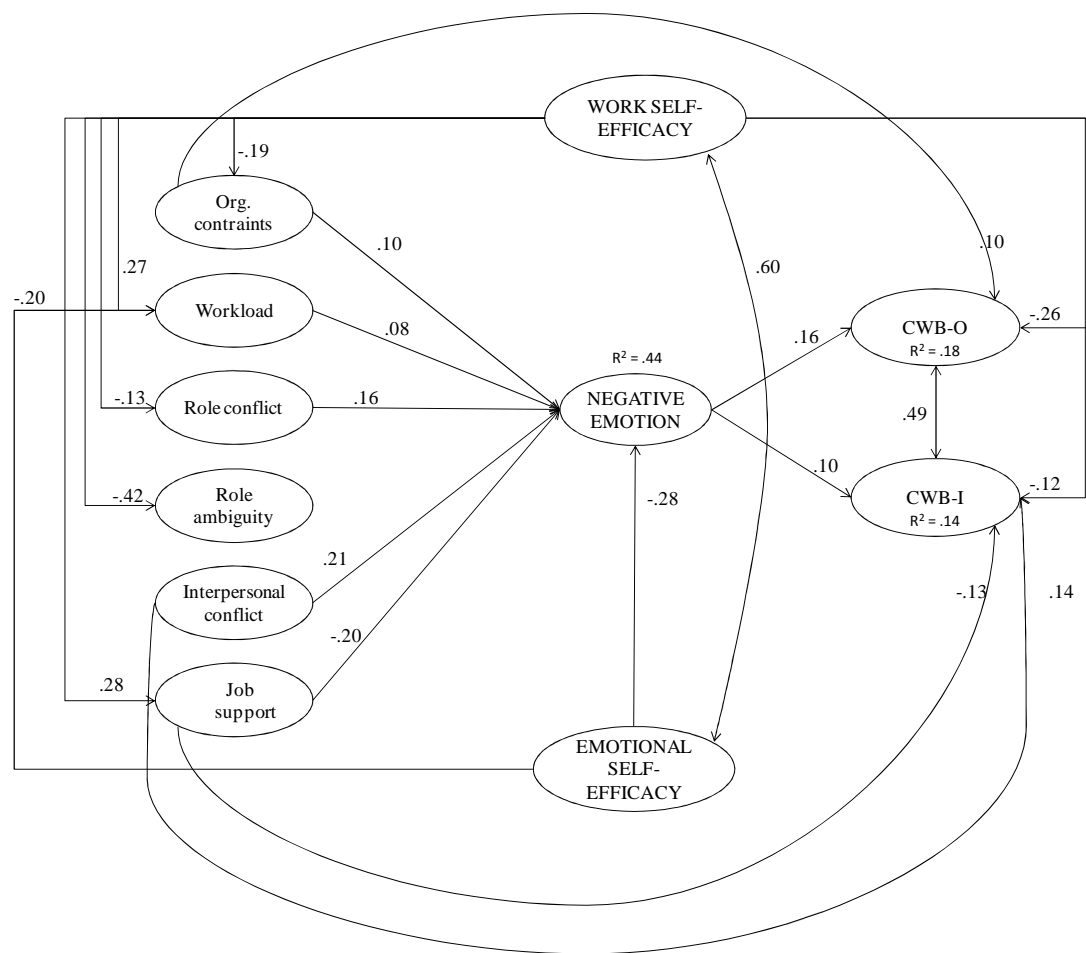 WORK SELF-
EFFICACY
-.19
Org.
contraints
.10
.10
.60
.27
-.20
Workload
.08
CWB-O
R² = .18
-.26
.16
R² = .44
-.13
Role conflict
.16
NEGATIVE
EMOTION
.49
.10
-.42
Role
ambiguity
-.28
CWB-I
R² = .14
-.12
.21
Interpersonal
conflict
-.13
.14
-.20
.28
Job
support
EMOTIONAL
SELF-
EFFICACY